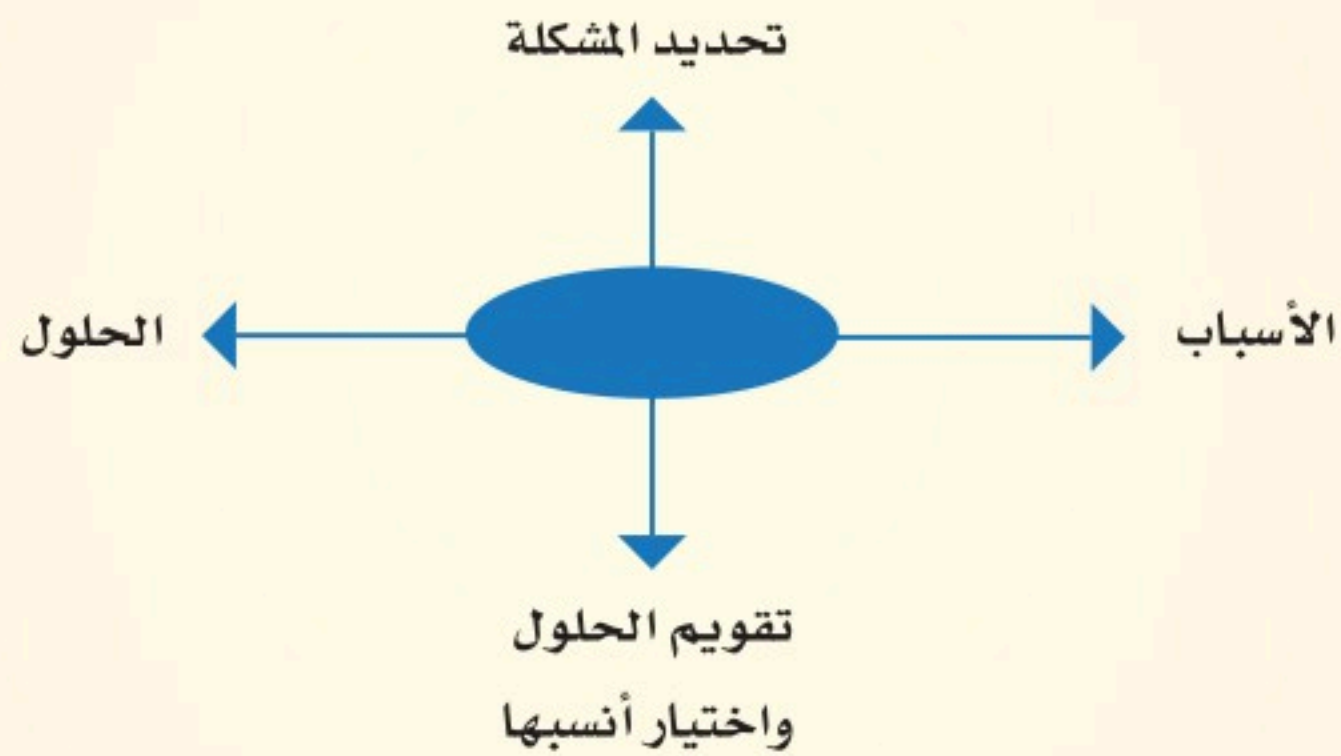 تحديد المشكلة
الأسباب
الحلول
تقويم الحلول
واختيار أنسبها